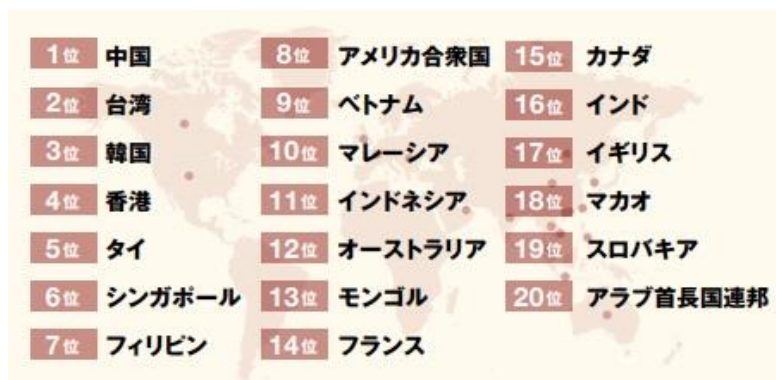 1位 中国
2位 台湾
3位 韓国
4位 香港
5位 タイ
6位 シンガポール
7位 フィリピン
8位 アメリカ合衆国
9位 ベトナム
10位 マレーシア
11位 インドネシア
12位 オーストラリア
13位 モンゴル
14位 フランス
15位 カナダ
16位 インド
17位 イギリス
18位 マカオ
19位 スロバキア
20位 アラブ首長国連邦